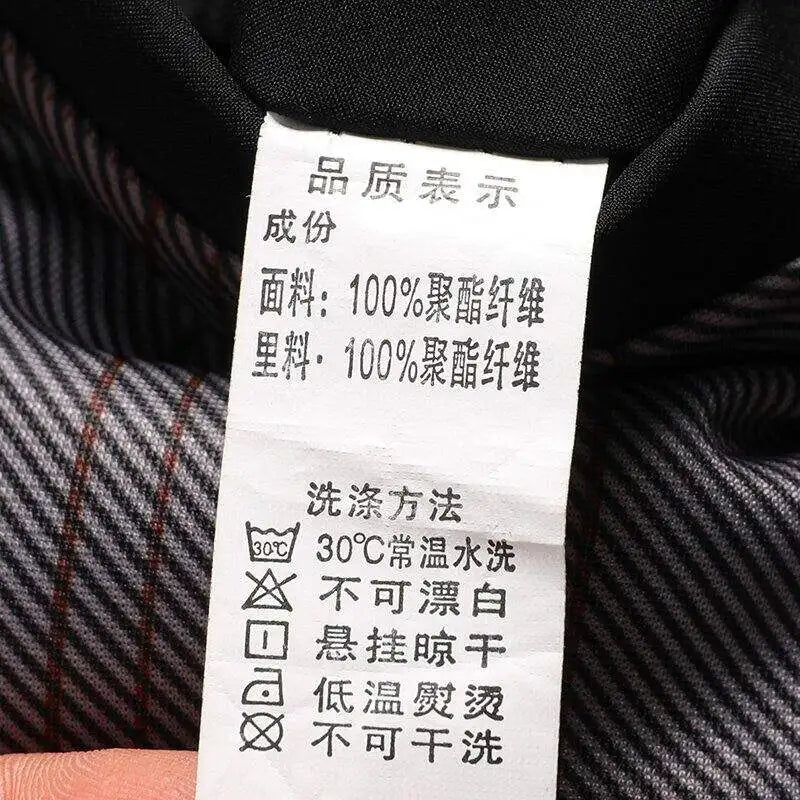 品质表示
成份
面料：100%聚酯纤维
里料：100%聚酯纤维
洗涤方法
30℃ 30℃常温水洗
不可漂白
悬挂晾干
低温熨烫
不可干洗